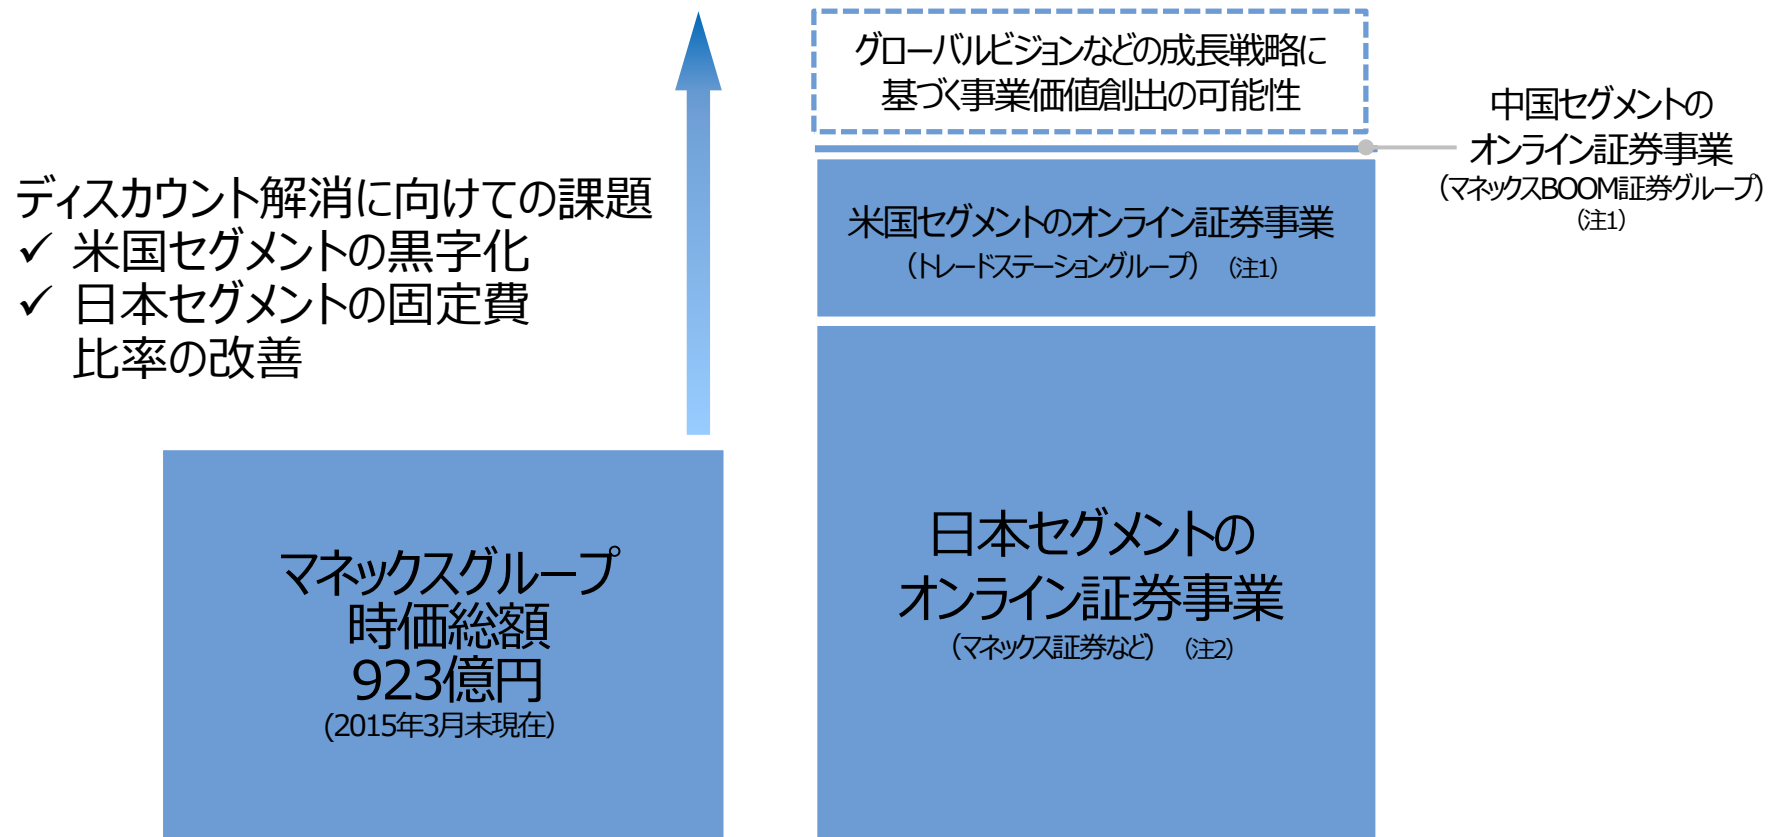 グローバルビジョンなどの成長戦略に
基づく事業価値創出の可能性
中国セグメントの
オンライン証券事業
（マネックスBOOM証券グループ）
（注1）
ディスカウント解消に向けての課題
✓ 米国セグメントの黒字化
✓ 日本セグメントの固定費
比率の改善
米国セグメントのオンライン証券事業
（トレードステーショングループ）（注1）
マネックスグループ
時価総額
923億円
(2015年3月末現在）
日本セグメントの
オンライン証券事業
（マネックス証券など）（注2）